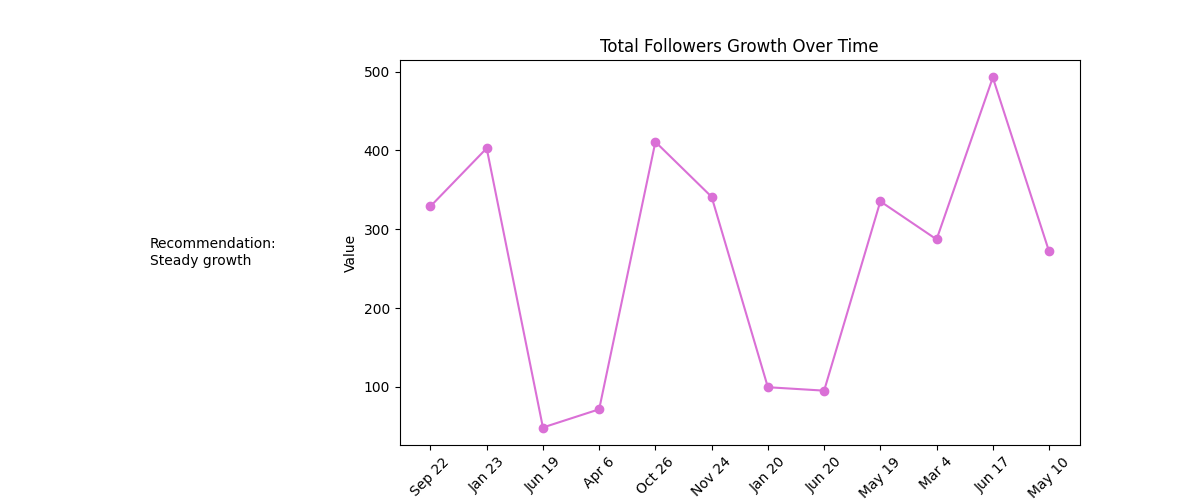 Total Followers Growth Over Time
Recommendation:
Steady growth
Value
500
400
300
200
100
Sep 22
Jan 23
Jun 19
Apr 6
Oct 26
Nov 24
Jan 20
Jun 20
May 19
Mar 4
Jun 17
May 10